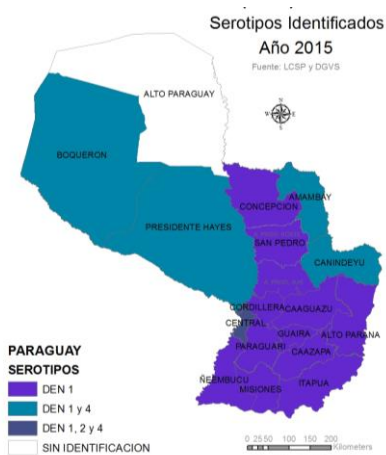 Serotipos Identificados
Año 2015
Fuente: LCSP y DGVS
N
W E
S
ALTO PARAGUAY
BOQUERON
AMAMBAY
CONCEPCION
PRESIDENTE HAYES
SAN PEDRO
CANINDEYU
CORDILLERA CAAGUAZU
CENTRAL
GUAIRA ALTO PARANA
PARAGUARI
CAAZAPA
ÑEEMBUCU
MISIONES ITAPUA
PARAGUAY
SEROTIPOS
DEN 1
DEN 1 y 4
DEN 1, 2 y 4
SIN IDENTIFICACION
0 25 50 100 150 200
Kilometers